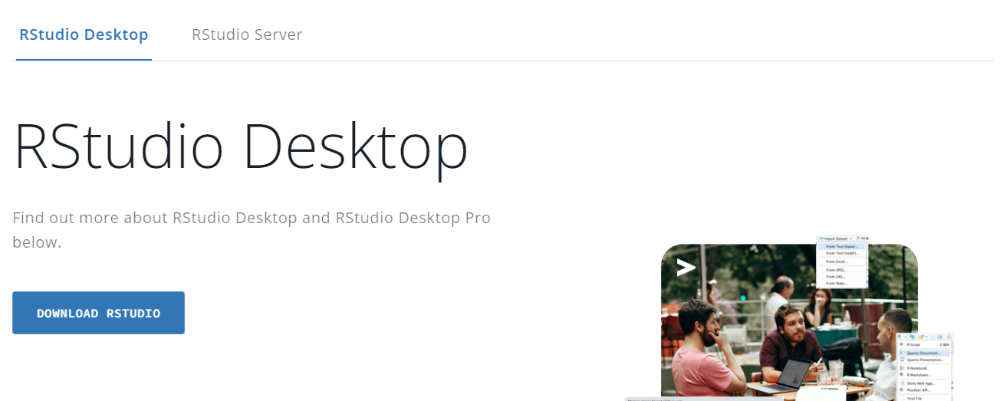 RStudio Desktop
RStudio Server
RStudio Desktop
Find out more about RStudio Desktop and RStudio Desktop Pro
below.
DOWNLOAD RSTUDIO
Import Dataset
From Text (base)...
From Text (readr)...
From Excel...
From SPSS...
From SAS...
From Stata...
R Script
Quarto Document...
Quarto Presentation...
R Notebook
R Markdown...
Shiny Web App...
Plumber API...
Text File